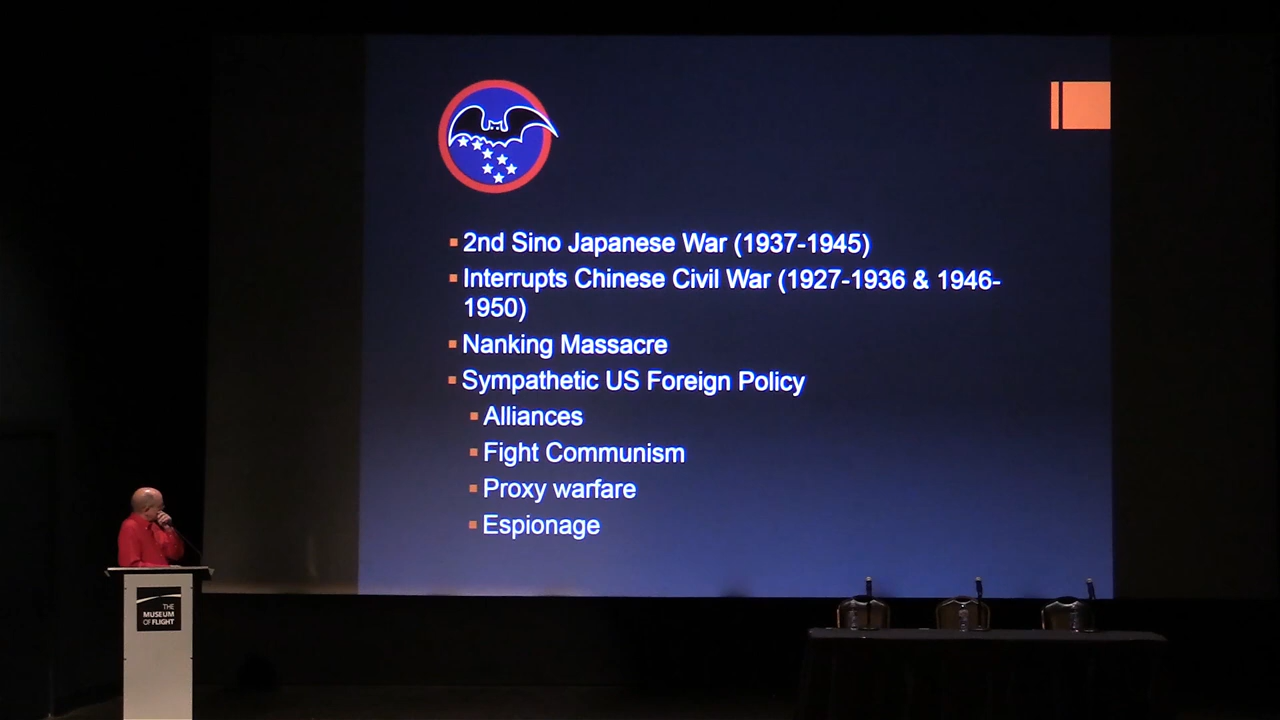 2nd Sino Japanese War (1937-1945)
Interrupts Chinese Civil War (1927-1936 & 1946-
1950)
Nanking Massacre
Sympathetic US Foreign Policy
Alliances
Fight Communism
Proxy warfare
Espionage
THE
MUSEUM
OF FLIGHT